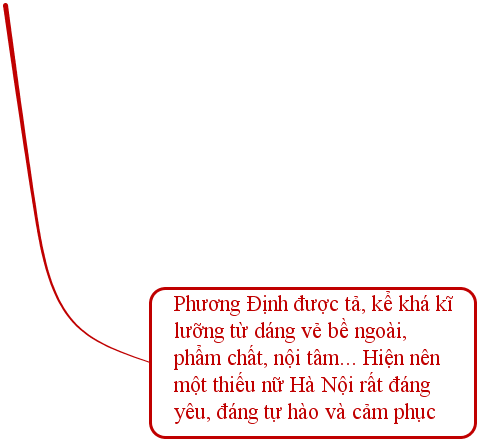 Phương Định được tả, kể khá kĩ
lưỡng từ dáng vẻ bề ngoài,
phẩm chất, nội tâm... Hiện nên
một thiếu nữ Hà Nội rất đáng
yêu, đáng tự hào và cảm phục